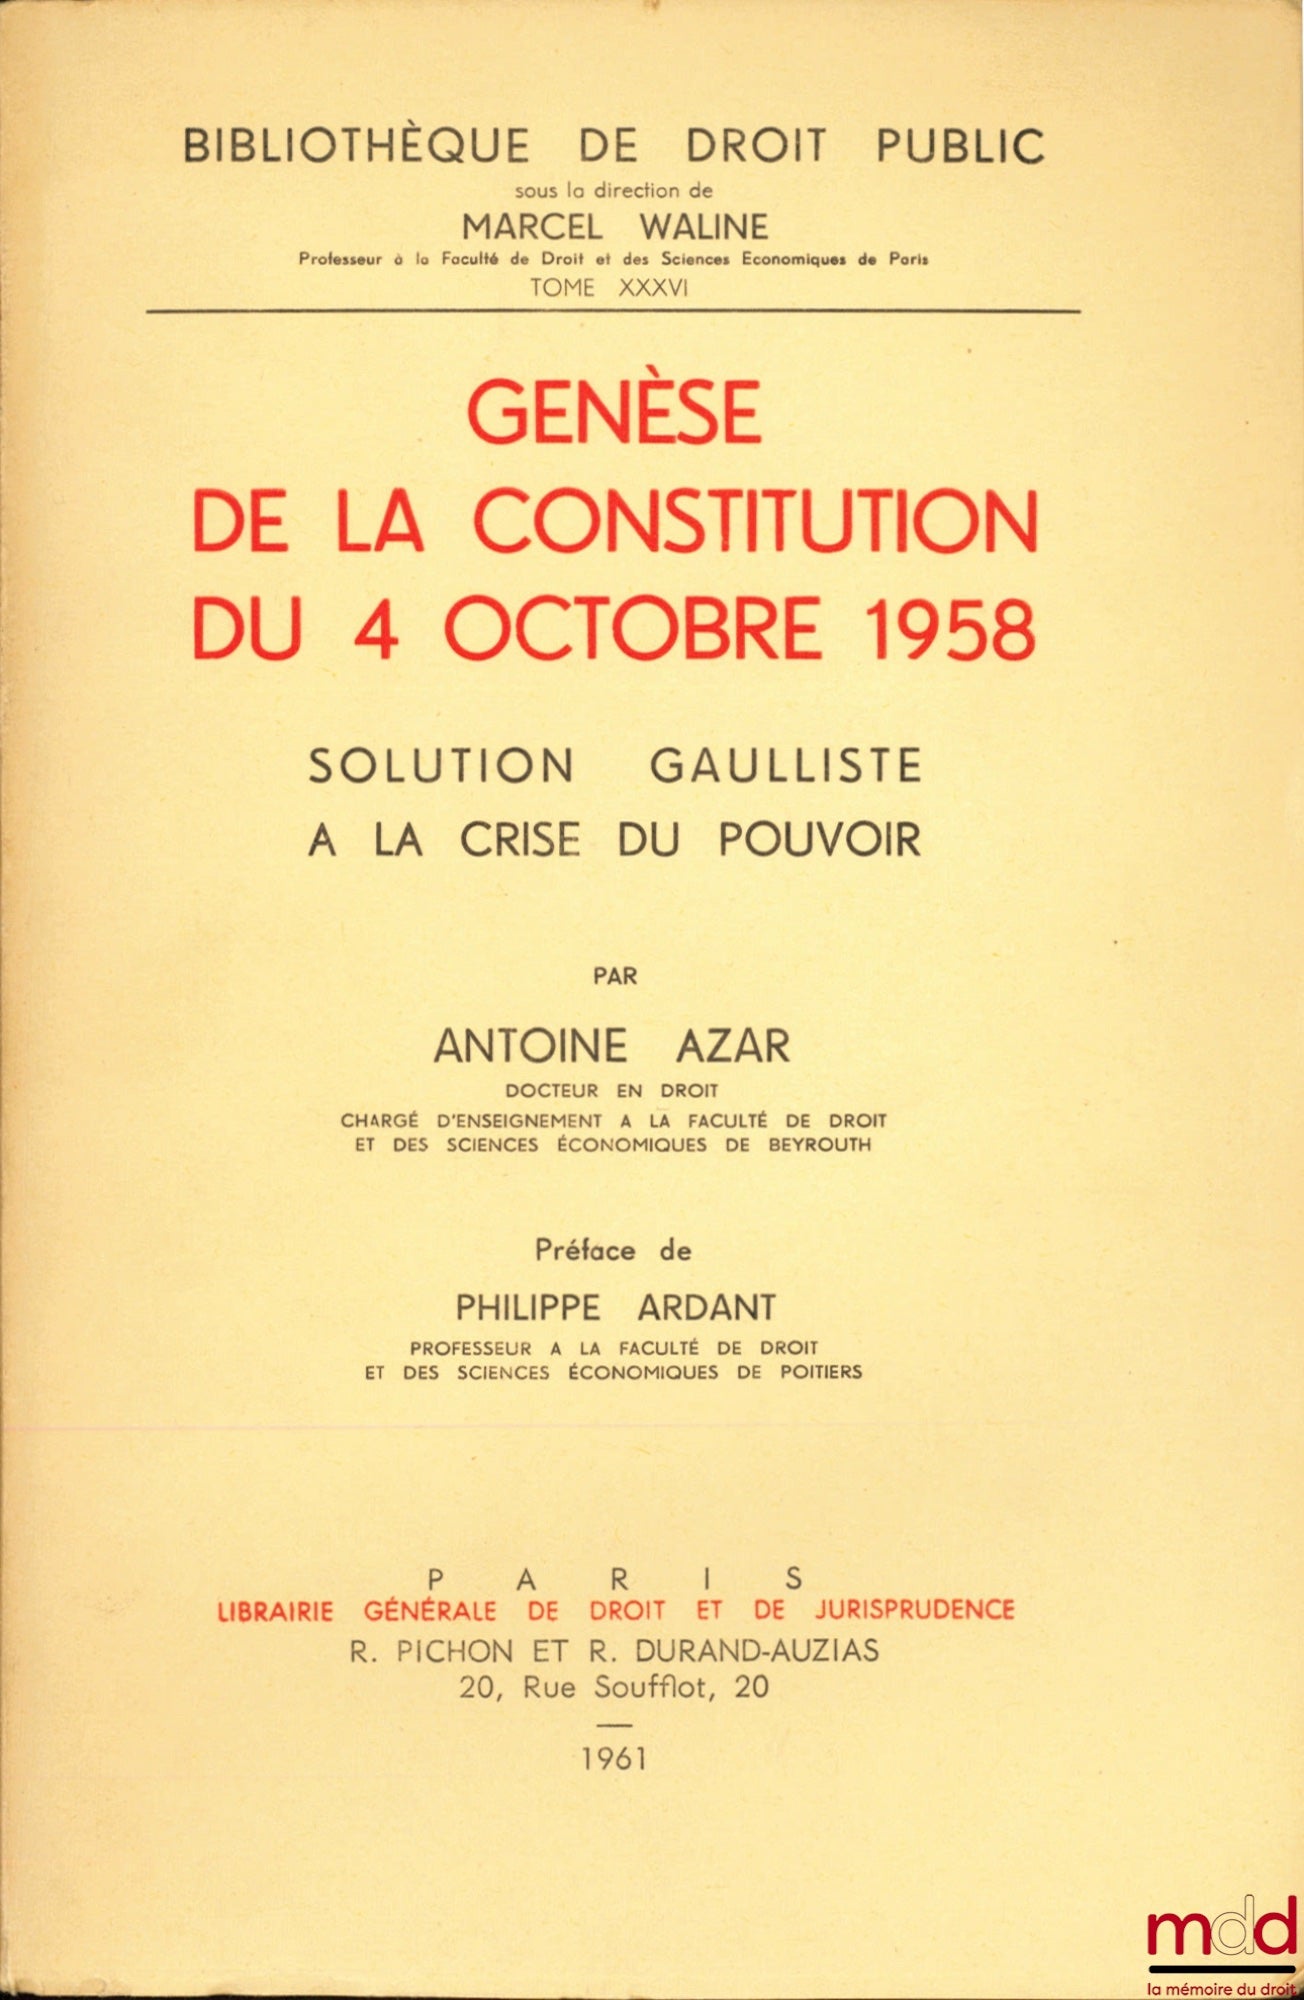 BIBLIOTHÈQUE DE DROIT PUBLIC
sous la direction de
MARCEL WALINE
Professeur à la Faculté de Droit et des Sciences Economiques de Paris
TOME XXXVI
GENÈSE
DE LA CONSTITUTION
DU 4 OCTOBRE 1958
SOLUTION GAULLISTE
A LA CRISE DU POUVOIR
PAR
ANTOINE AZAR
DOCTEUR EN DROIT
CHARGÉ D'ENSEIGNEMENT A LA FACULTÉ DE DROIT
ET DES SCIENCES ÉCONOMIQUES DE BEYROUTH
Préface de
PHILIPPE ARDANT
PROFESSEUR A LA FACULTÉ DE DROIT
ET DES SCIENCES ÉCONOMIQUES DE POITIERS
PARIS
LIBRAIRIE GÉNÉRALE DE DROIT ET DE JURISPRUDENCE
R. PICHON ET R. DURAND-AUZIAS
20, Rue Soufflot, 20
1961
mdd
la mémoire du droit